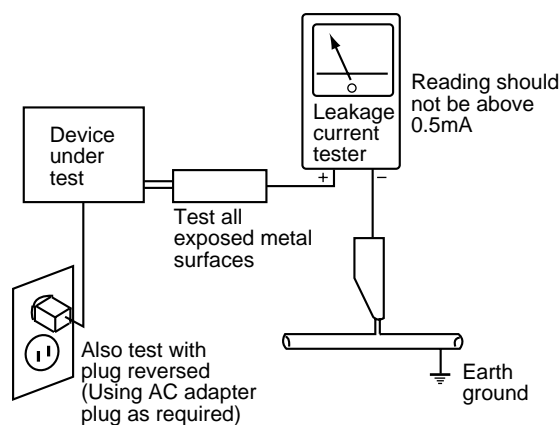 Leakage
current
tester
+ −
Reading should
not be above
0.5mA
Device
under
test
Test all
exposed metal
surfaces
Also test with
plug reversed
(Using AC adapter
plug as required)
Earth
ground